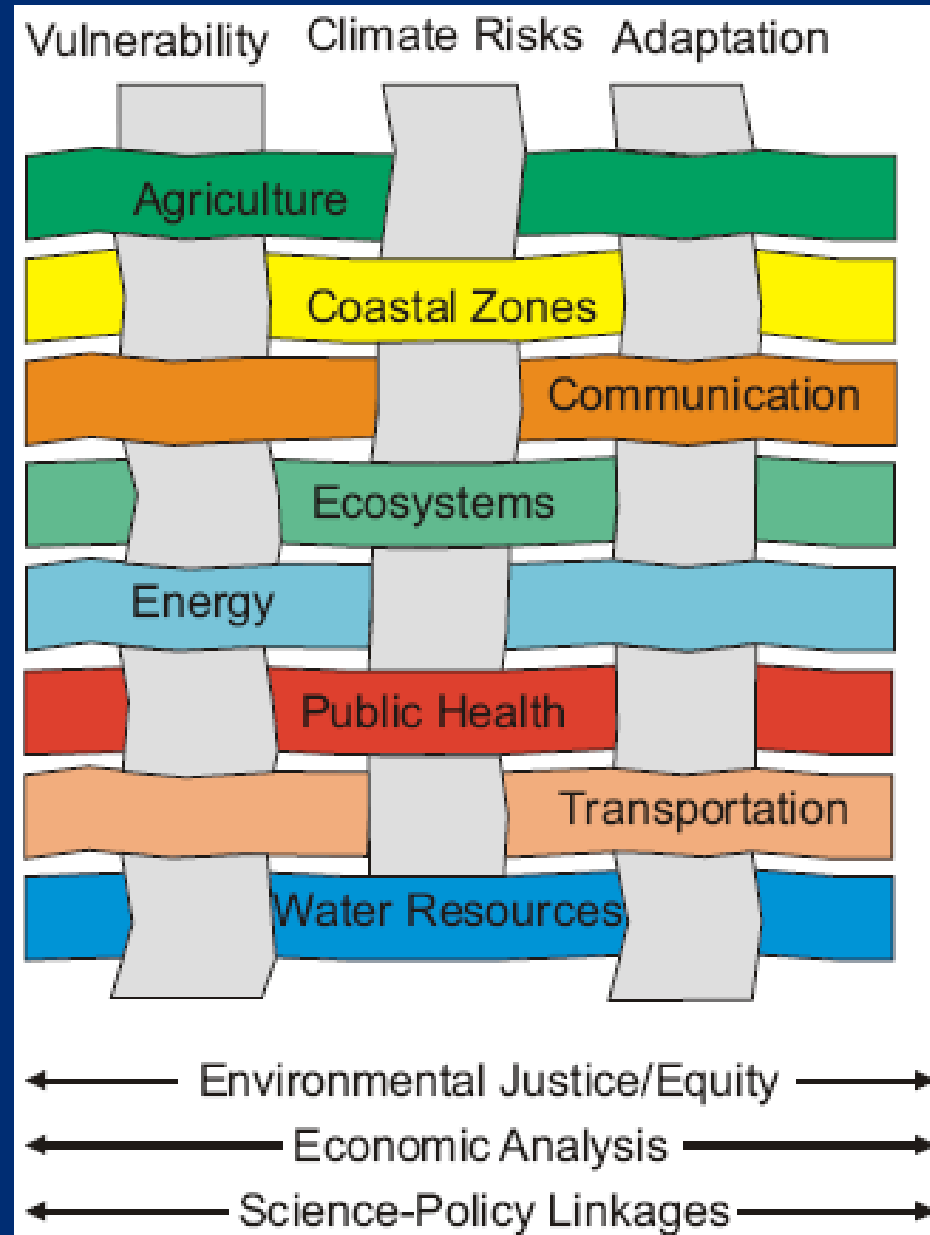 Vulnerability Climate Risks Adaptation
Agriculture
Coastal Zones
Communication
Ecosystems
Energy
Public Health
Transportation
Water Resources
Environmental Justice/Equity
Economic Analysis
Science-Policy Linkages